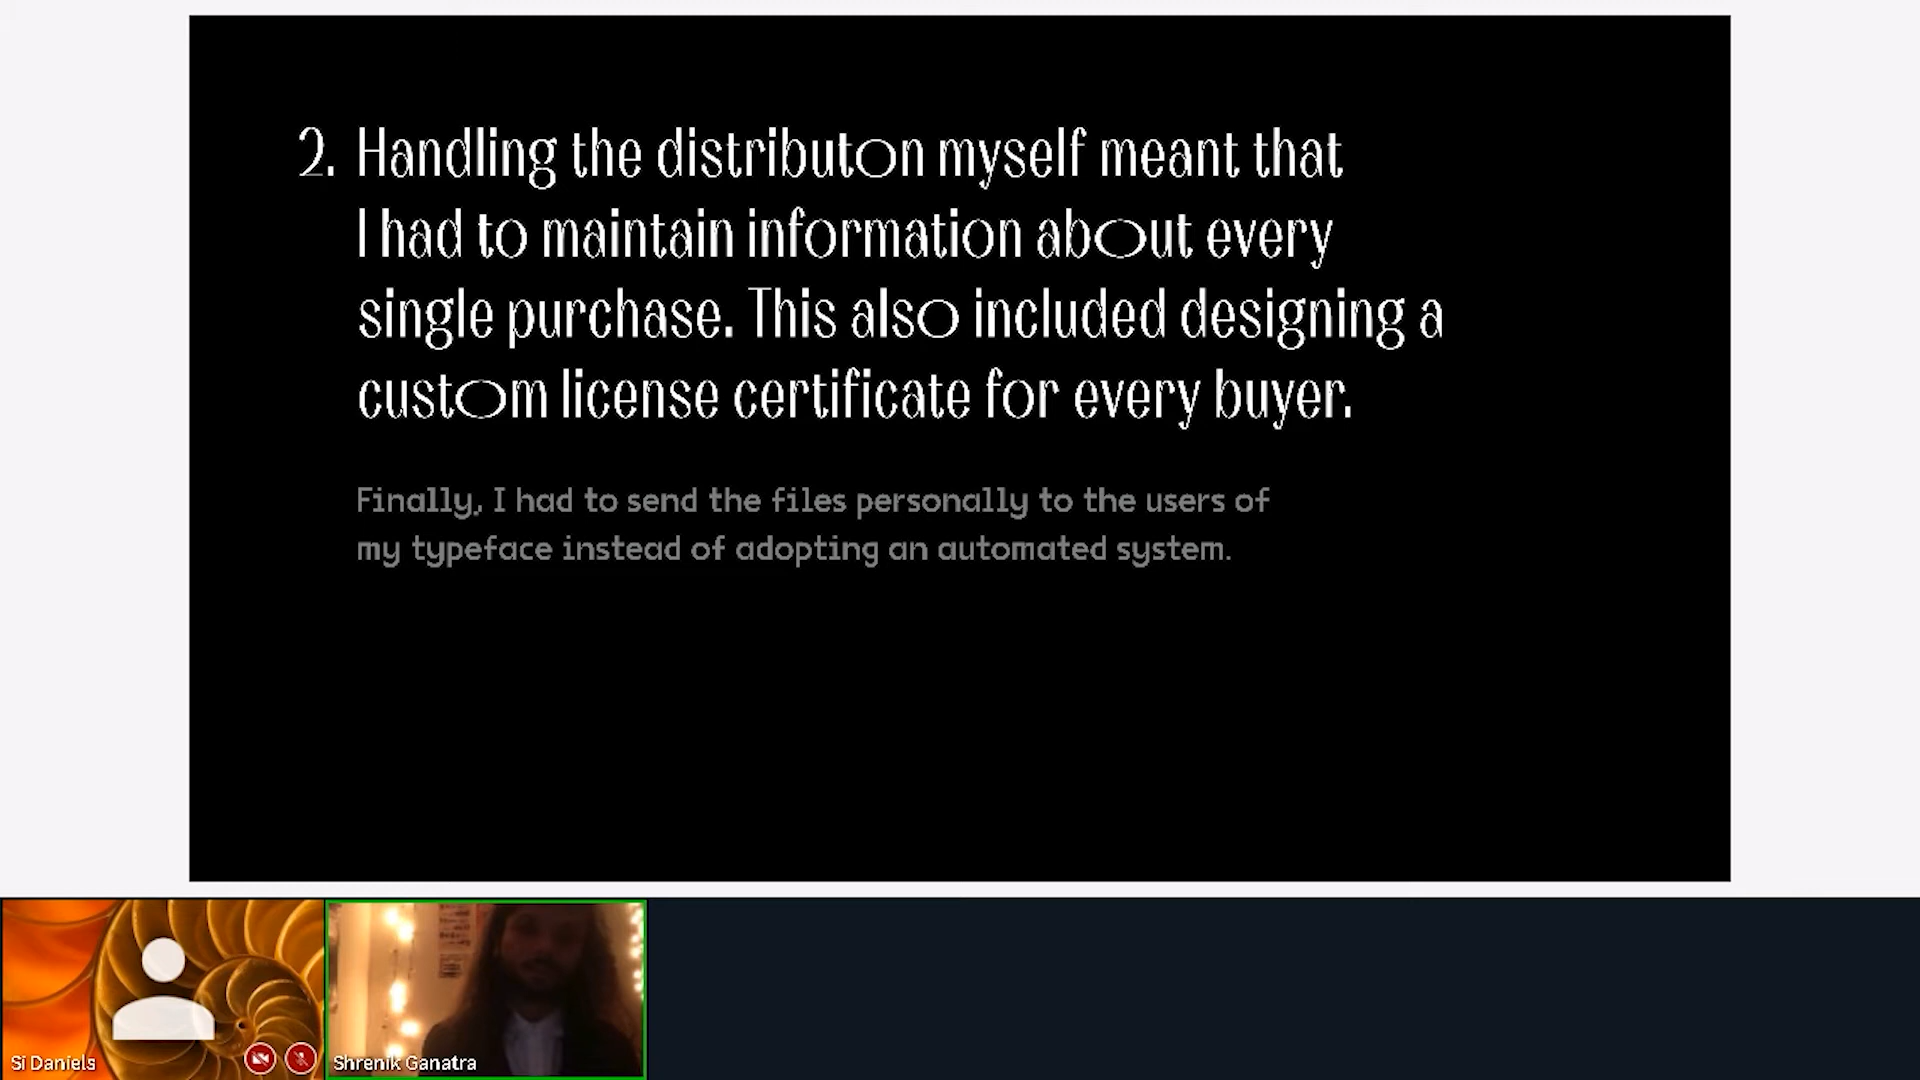 2. Handling the distributon myself meant that
I had to maintain information about every
single purchase. This also included designing a
custom license certificate for every buyer.
Finally, I had to send the files personally to the users of
my typeface instead of adopting an automated system.
Si Daniels
Shrenik Ganatra